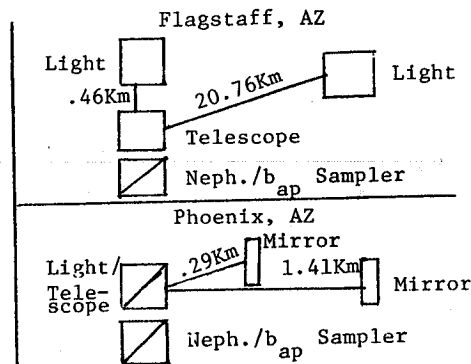 Flagstaff, AZ
Light
.46Km
20.76Km
Light
Telescope
Neph./b_ap Sampler
Phoenix, AZ
Mirror
Light/
Tele-
scope
.29Km
1.41Km
Mirror
Neph./b_ap Sampler